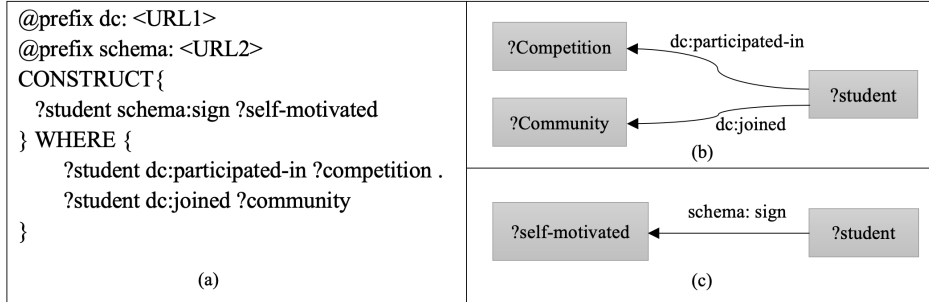 @prefix dc: <URL1>
@prefix schema: <URL2>
CONSTRUCT{
?student schema:sign ?self-motivated
} WHERE {
?student dc:participated-in ?competition .
?student dc:joined ?community
}
(a)
?Competition
dc:participated-in
?student
?Community
dc:joined
(b)
?self-motivated
schema: sign
?student
(c)